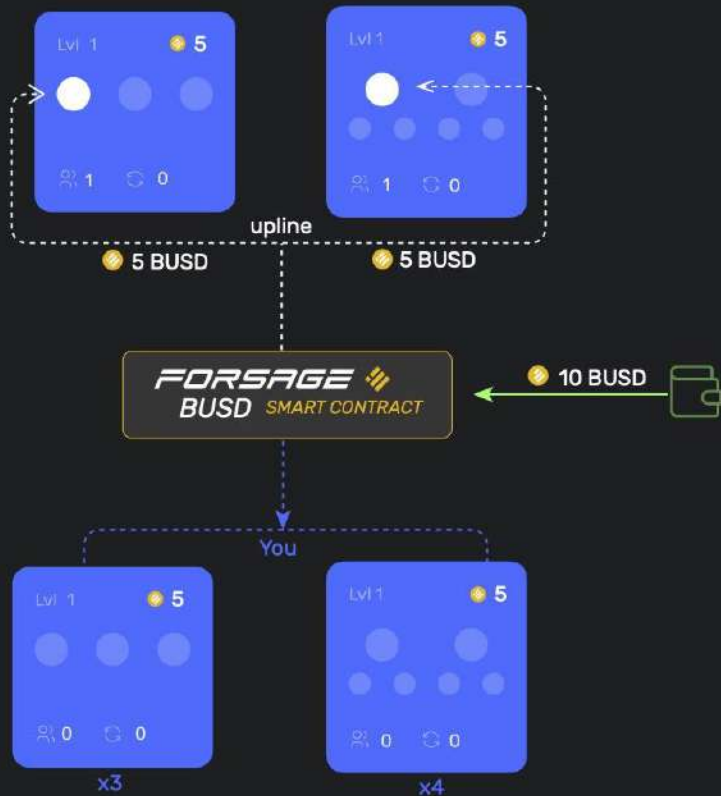 Lvl 1 5
Lvl 1 5
1 0
1 0
upline
5 BUSD
5 BUSD
FORSAGE
BUSD SMART CONTRACT
10 BUSD
You
Lvl 1 5
Lvl 1 5
0 0
0 0
x3
x4